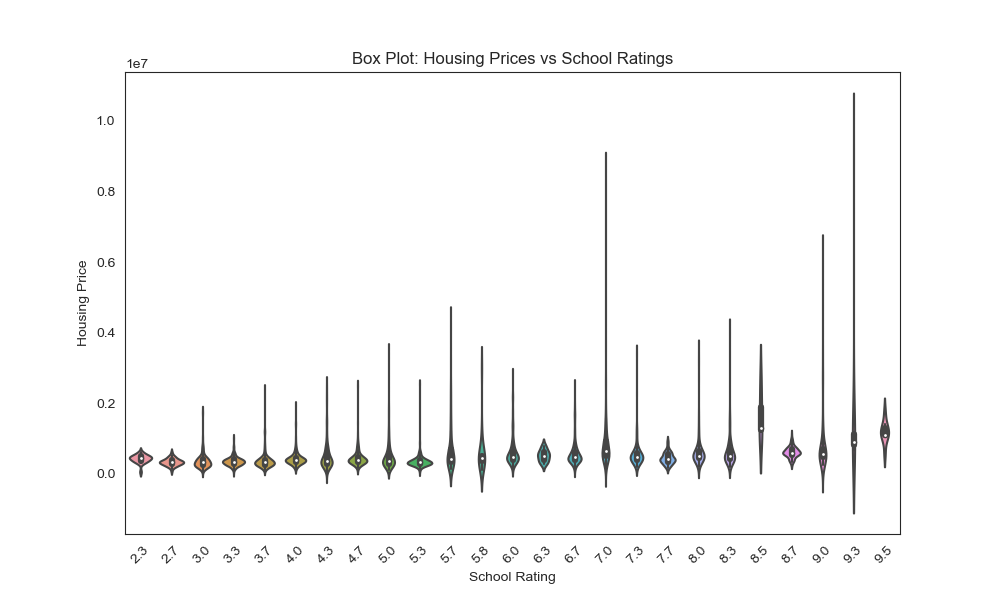 Box Plot: Housing Prices vs School Ratings
1e7
1.0
0.8
0.6
0.4
0.2
0.0
Housing Price
2.3 2.7 3.0 3.3 3.7 4.0 4.3 4.7 5.0 5.3 5.7 5.8 6.0 6.3 6.7 7.0 7.3 7.7 8.0 8.3 8.5 8.7 9.0 9.3 9.5
School Rating